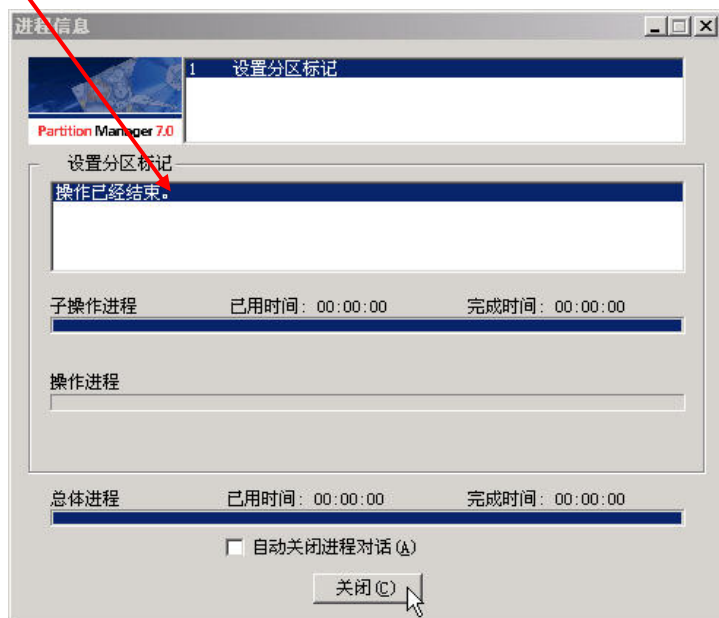 进程信息
1 设置分区标记
Partition Manager 7.0
设置分区标记
操作已经结束。
子操作进程 已用时间: 00:00:00 完成时间: 00:00:00
操作进程
总体进程 已用时间: 00:00:00 完成时间: 00:00:00
自动关闭进程对话(A)
关闭(C)